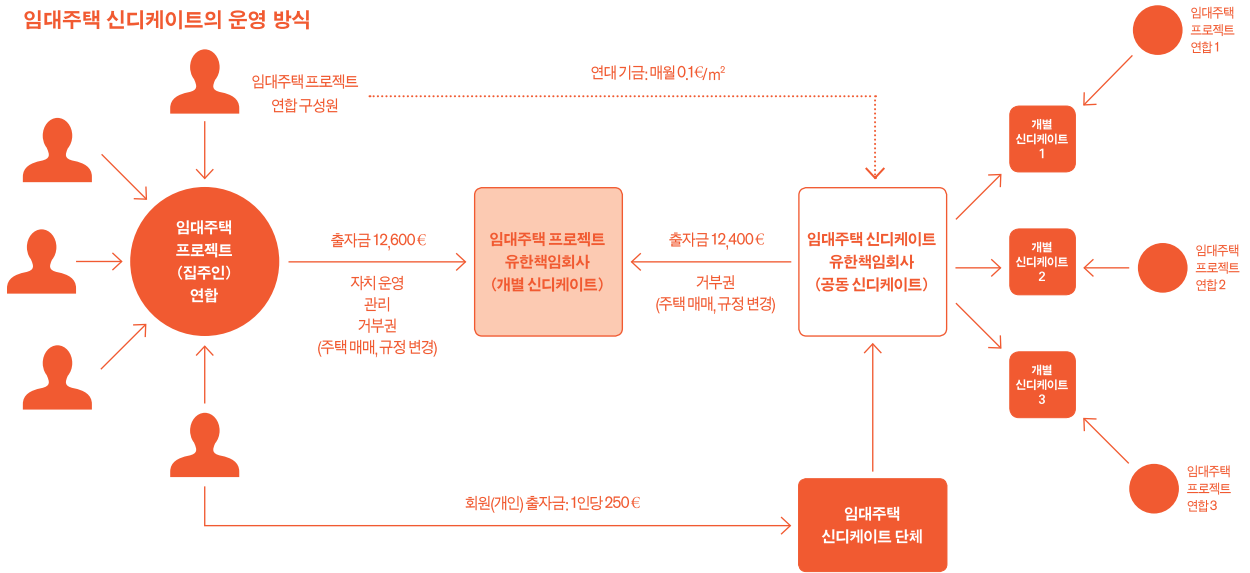 임대주택 신디케이트의 운영 방식
임대주택 프로젝트
연합 구성원
연대 기금: 매월 0,1€/m²
임대주택
프로젝트
(집주인)
연합
출자금 12,600€
자치 운영
관리
거부권
(주택 매매, 규정 변경)
임대주택 프로젝트
유한책임회사
(개별 신디케이트)
출자금 12,400€
거부권
(주택 매매, 규정 변경)
임대주택 신디케이트
유한책임회사
(공동 신디케이트)
개별
신디케이트
1
임대주택
프로젝트
연합 1
개별
신디케이트
2
임대주택
프로젝트
연합 2
개별
신디케이트
3
임대주택
프로젝트
연합 3
회원(개인) 출자금: 1인당 250€
임대주택
신디케이트 단체